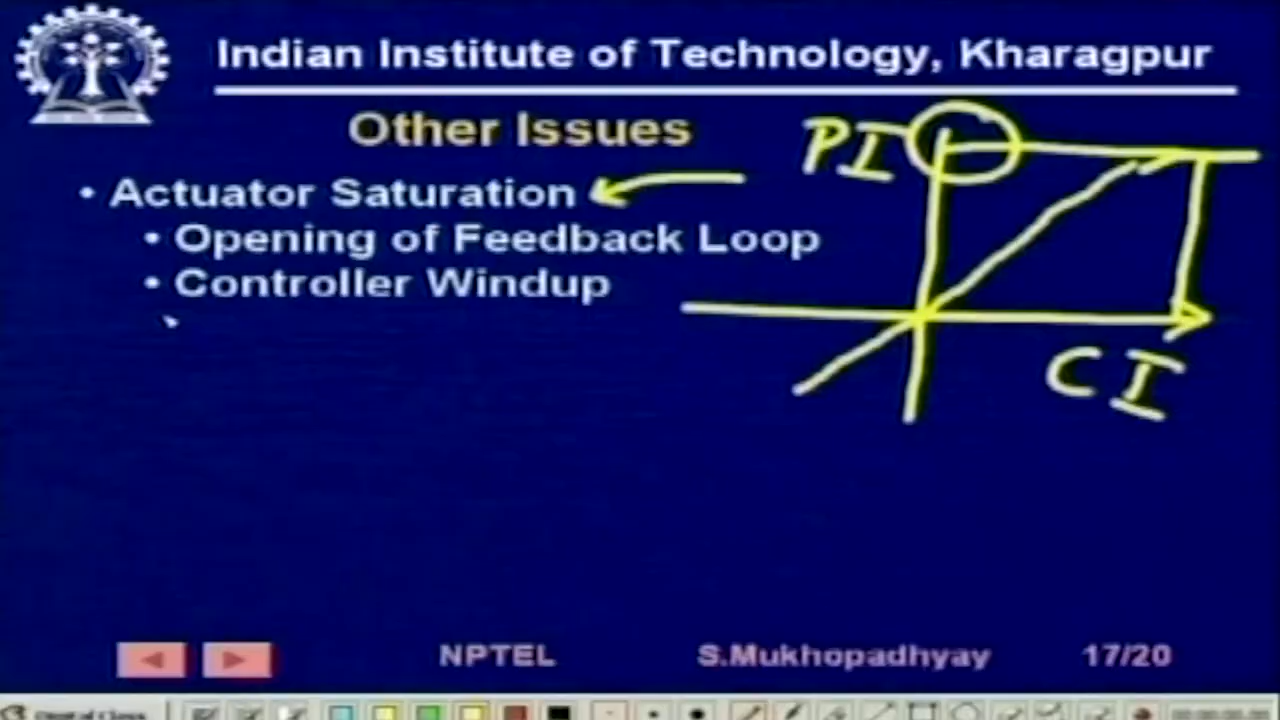 Indian Institute of Technology, Kharagpur
Other Issues
PI
• Actuator Saturation
• Opening of Feedback Loop
• Controller Windup
CI
NPTEL
S.Mukhopadhyay
17/20